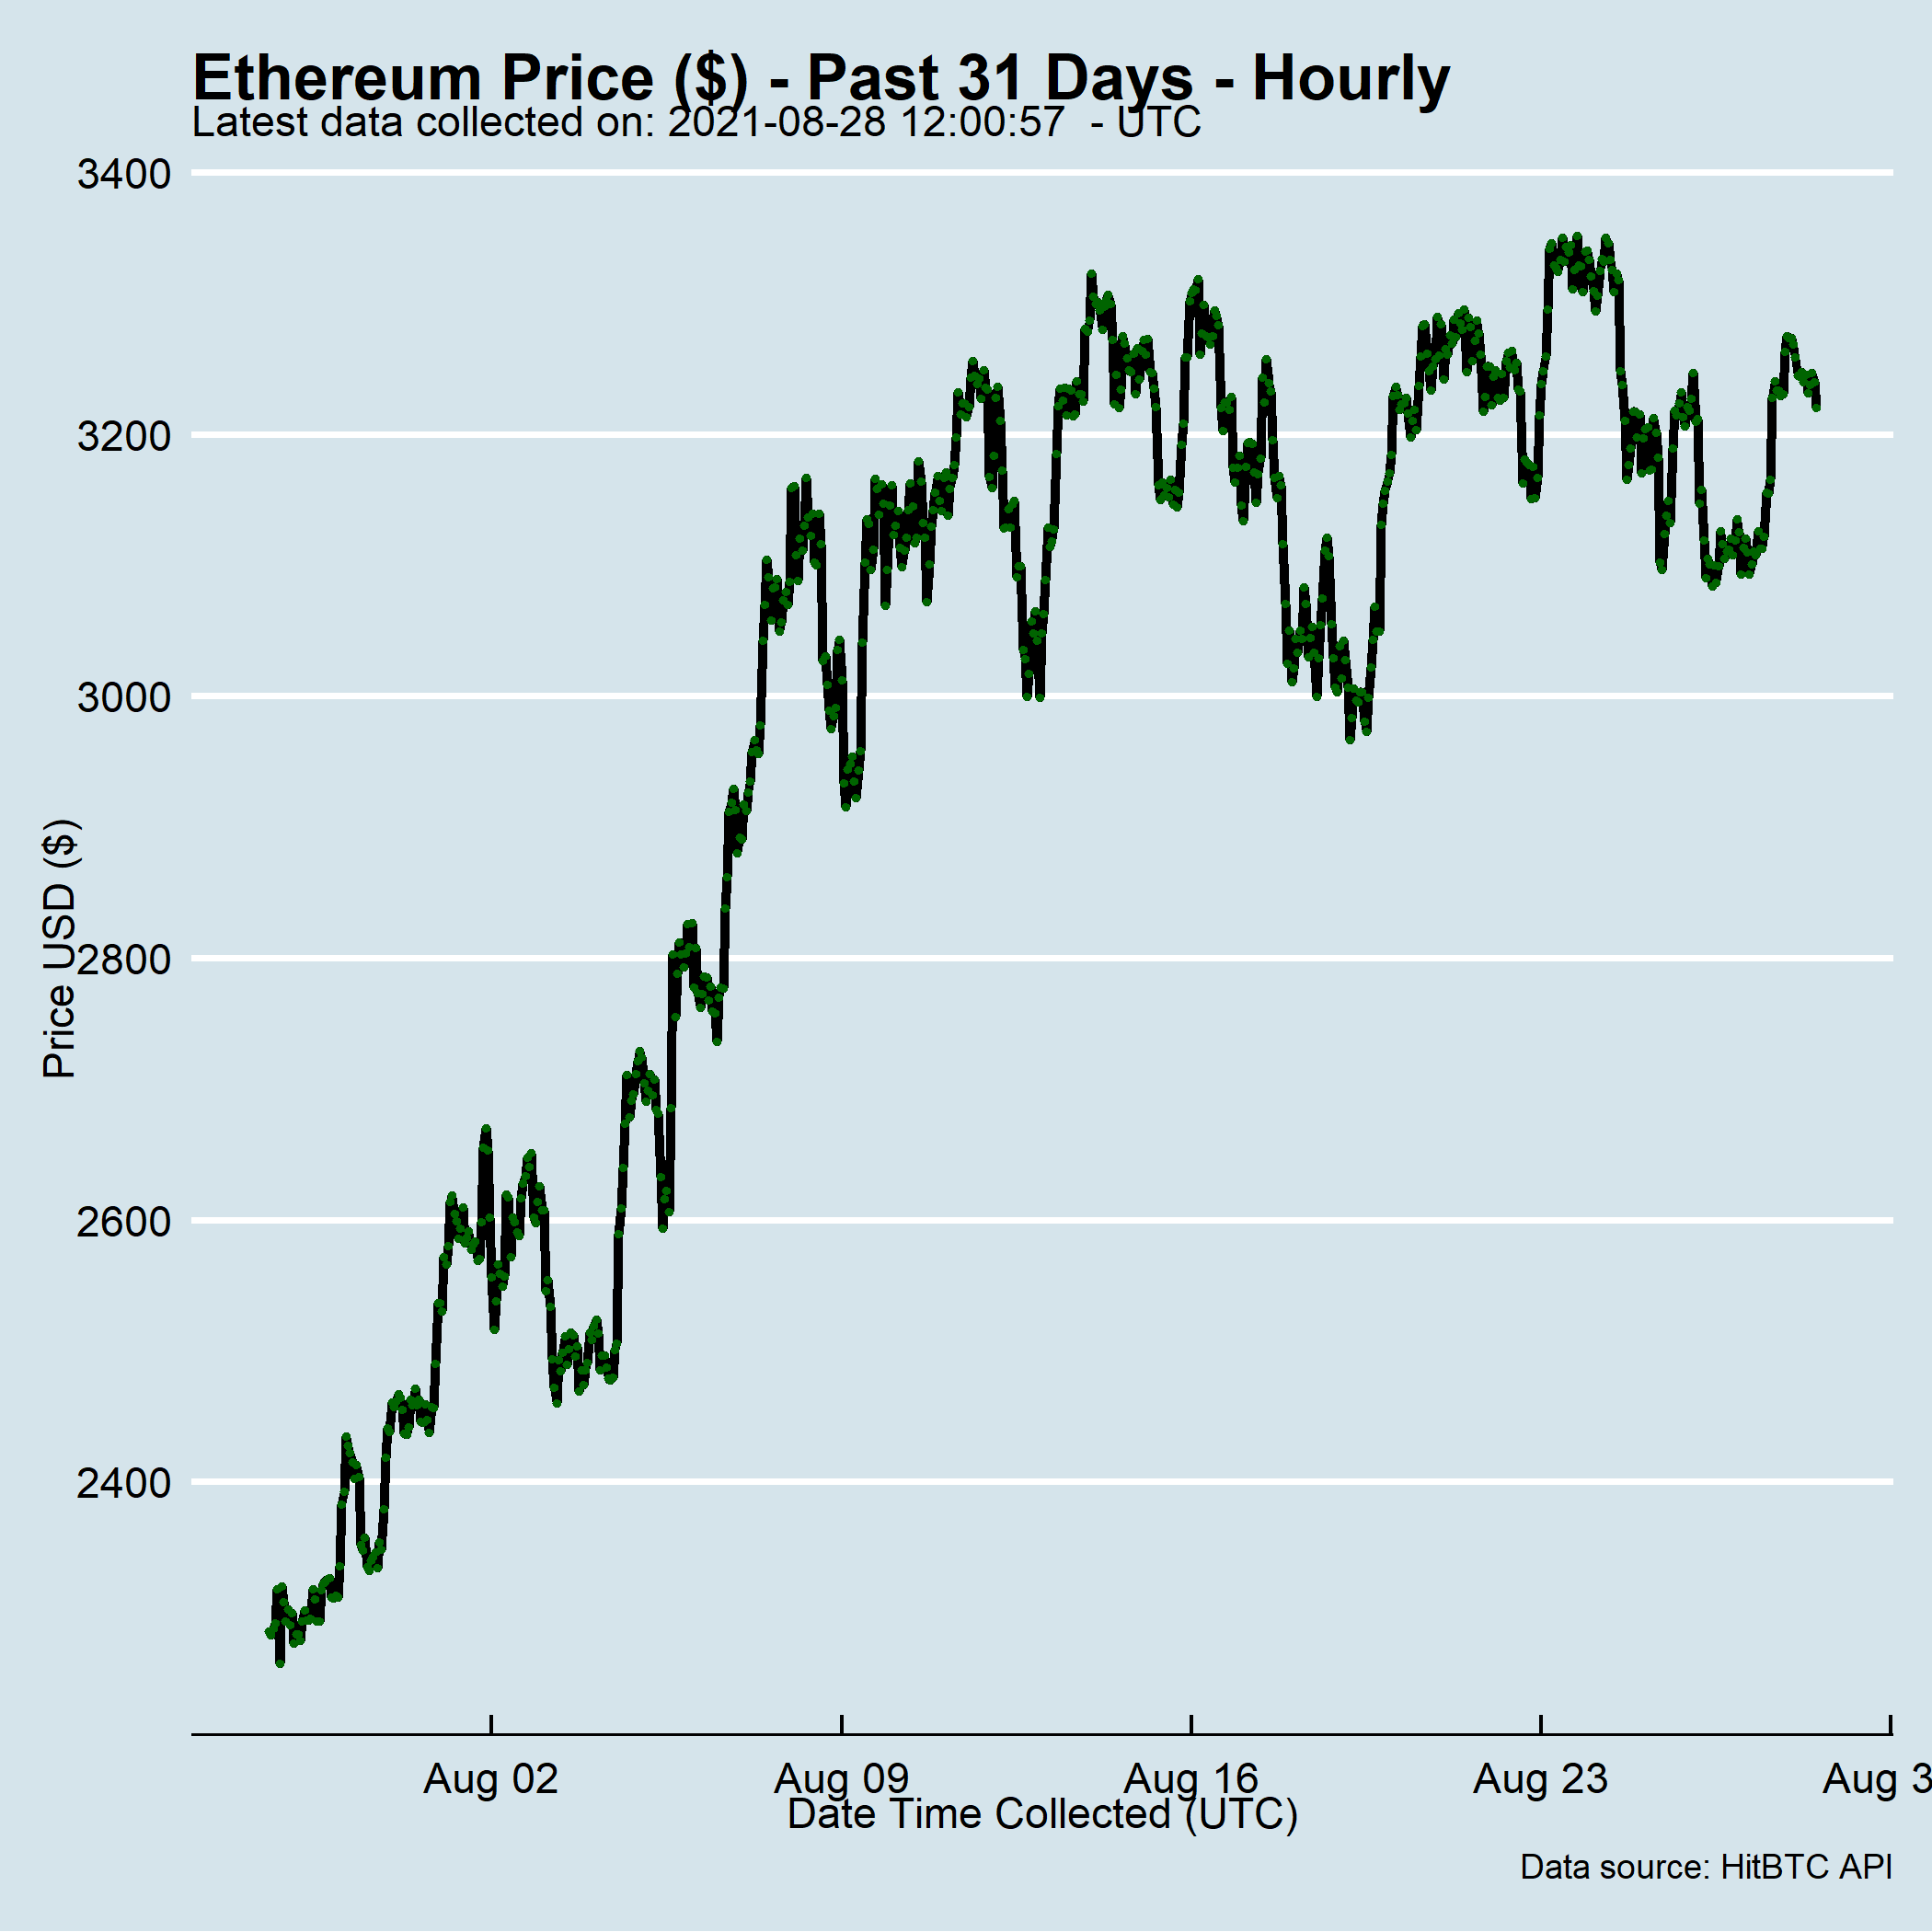 Ethereum Price ($) - Past 31 Days - Hourly
Latest data collected on: 2021-08-28 12:00:57  - UTC
3400
3200
3000
2800
2600
2400
Price USD ($)
Aug 02 Aug 09 Aug 16 Aug 23 Aug 3
Date Time Collected (UTC)
Data source: HitBTC API